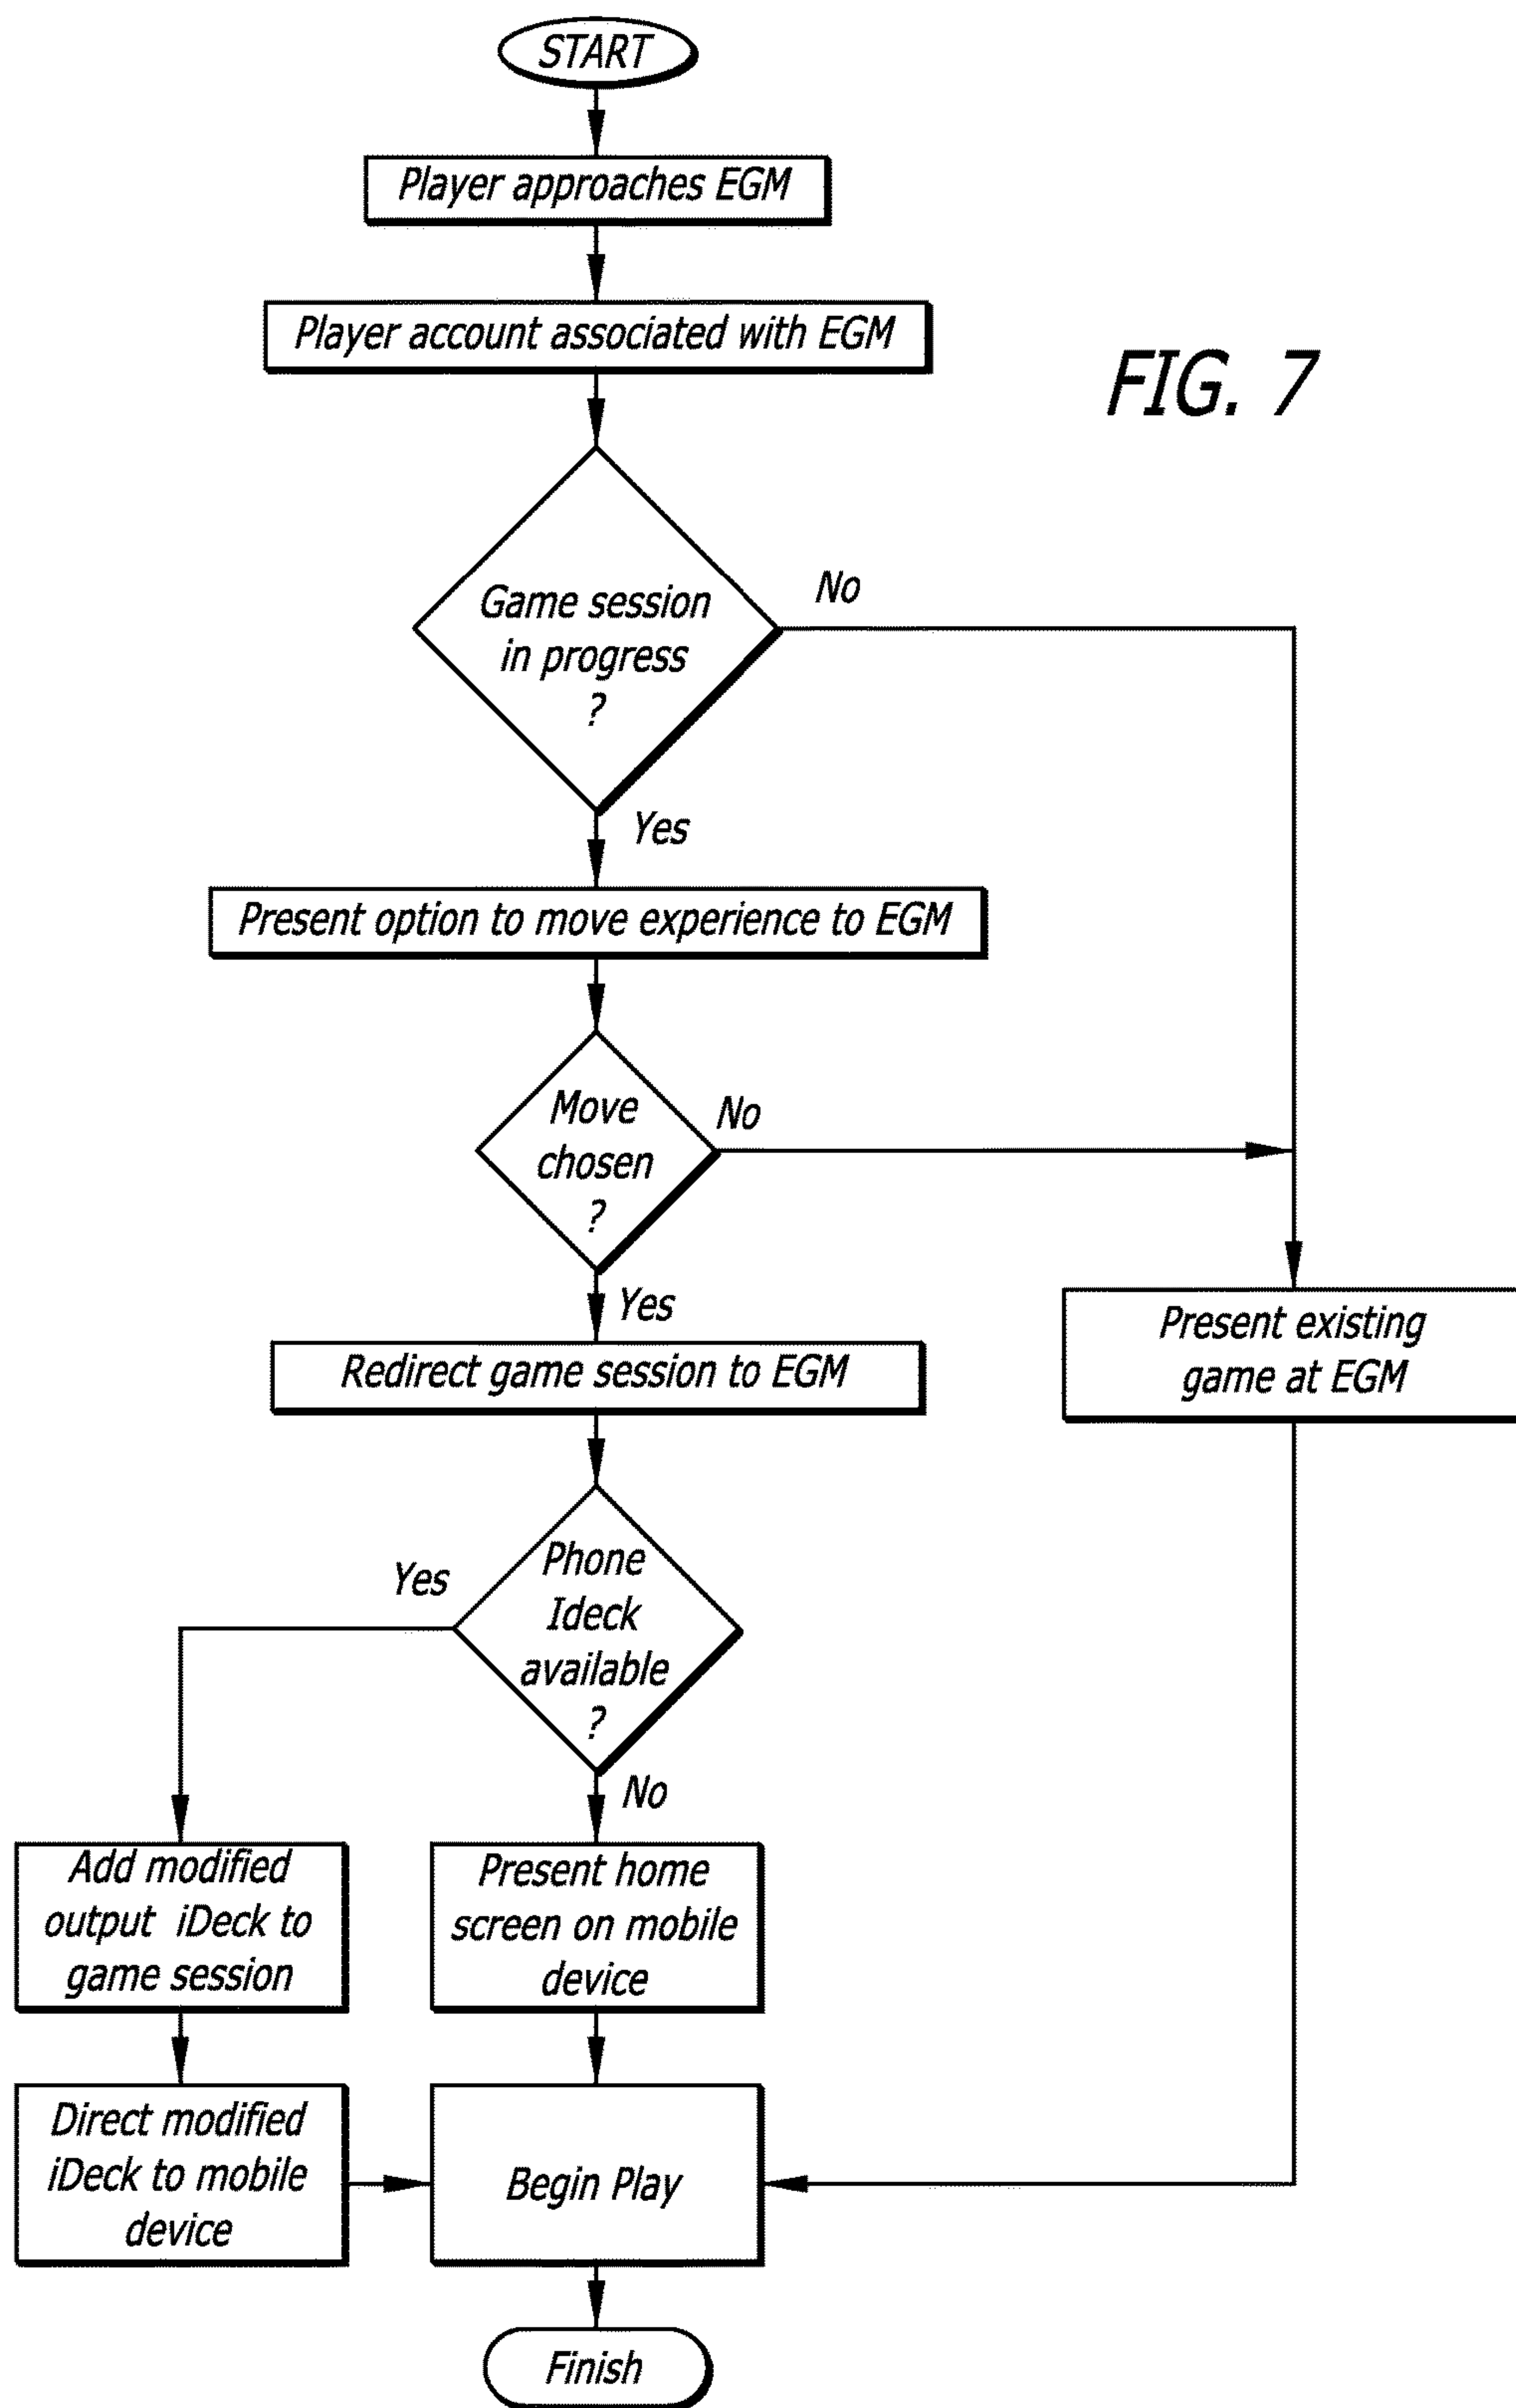 START
Player approaches EGM
Player account associated with EGM
FIG. 7
Game session
in progress
?
No
Yes
Present option to move experience to EGM
Move
chosen
?
No
Yes
Redirect game session to EGM
Present existing
game at EGM
Phone
Ideck
available
?
Yes
No
Add modified
output iDeck to
game session
Present home
screen on mobile
device
Direct modified
iDeck to mobile
device
Begin Play
Finish